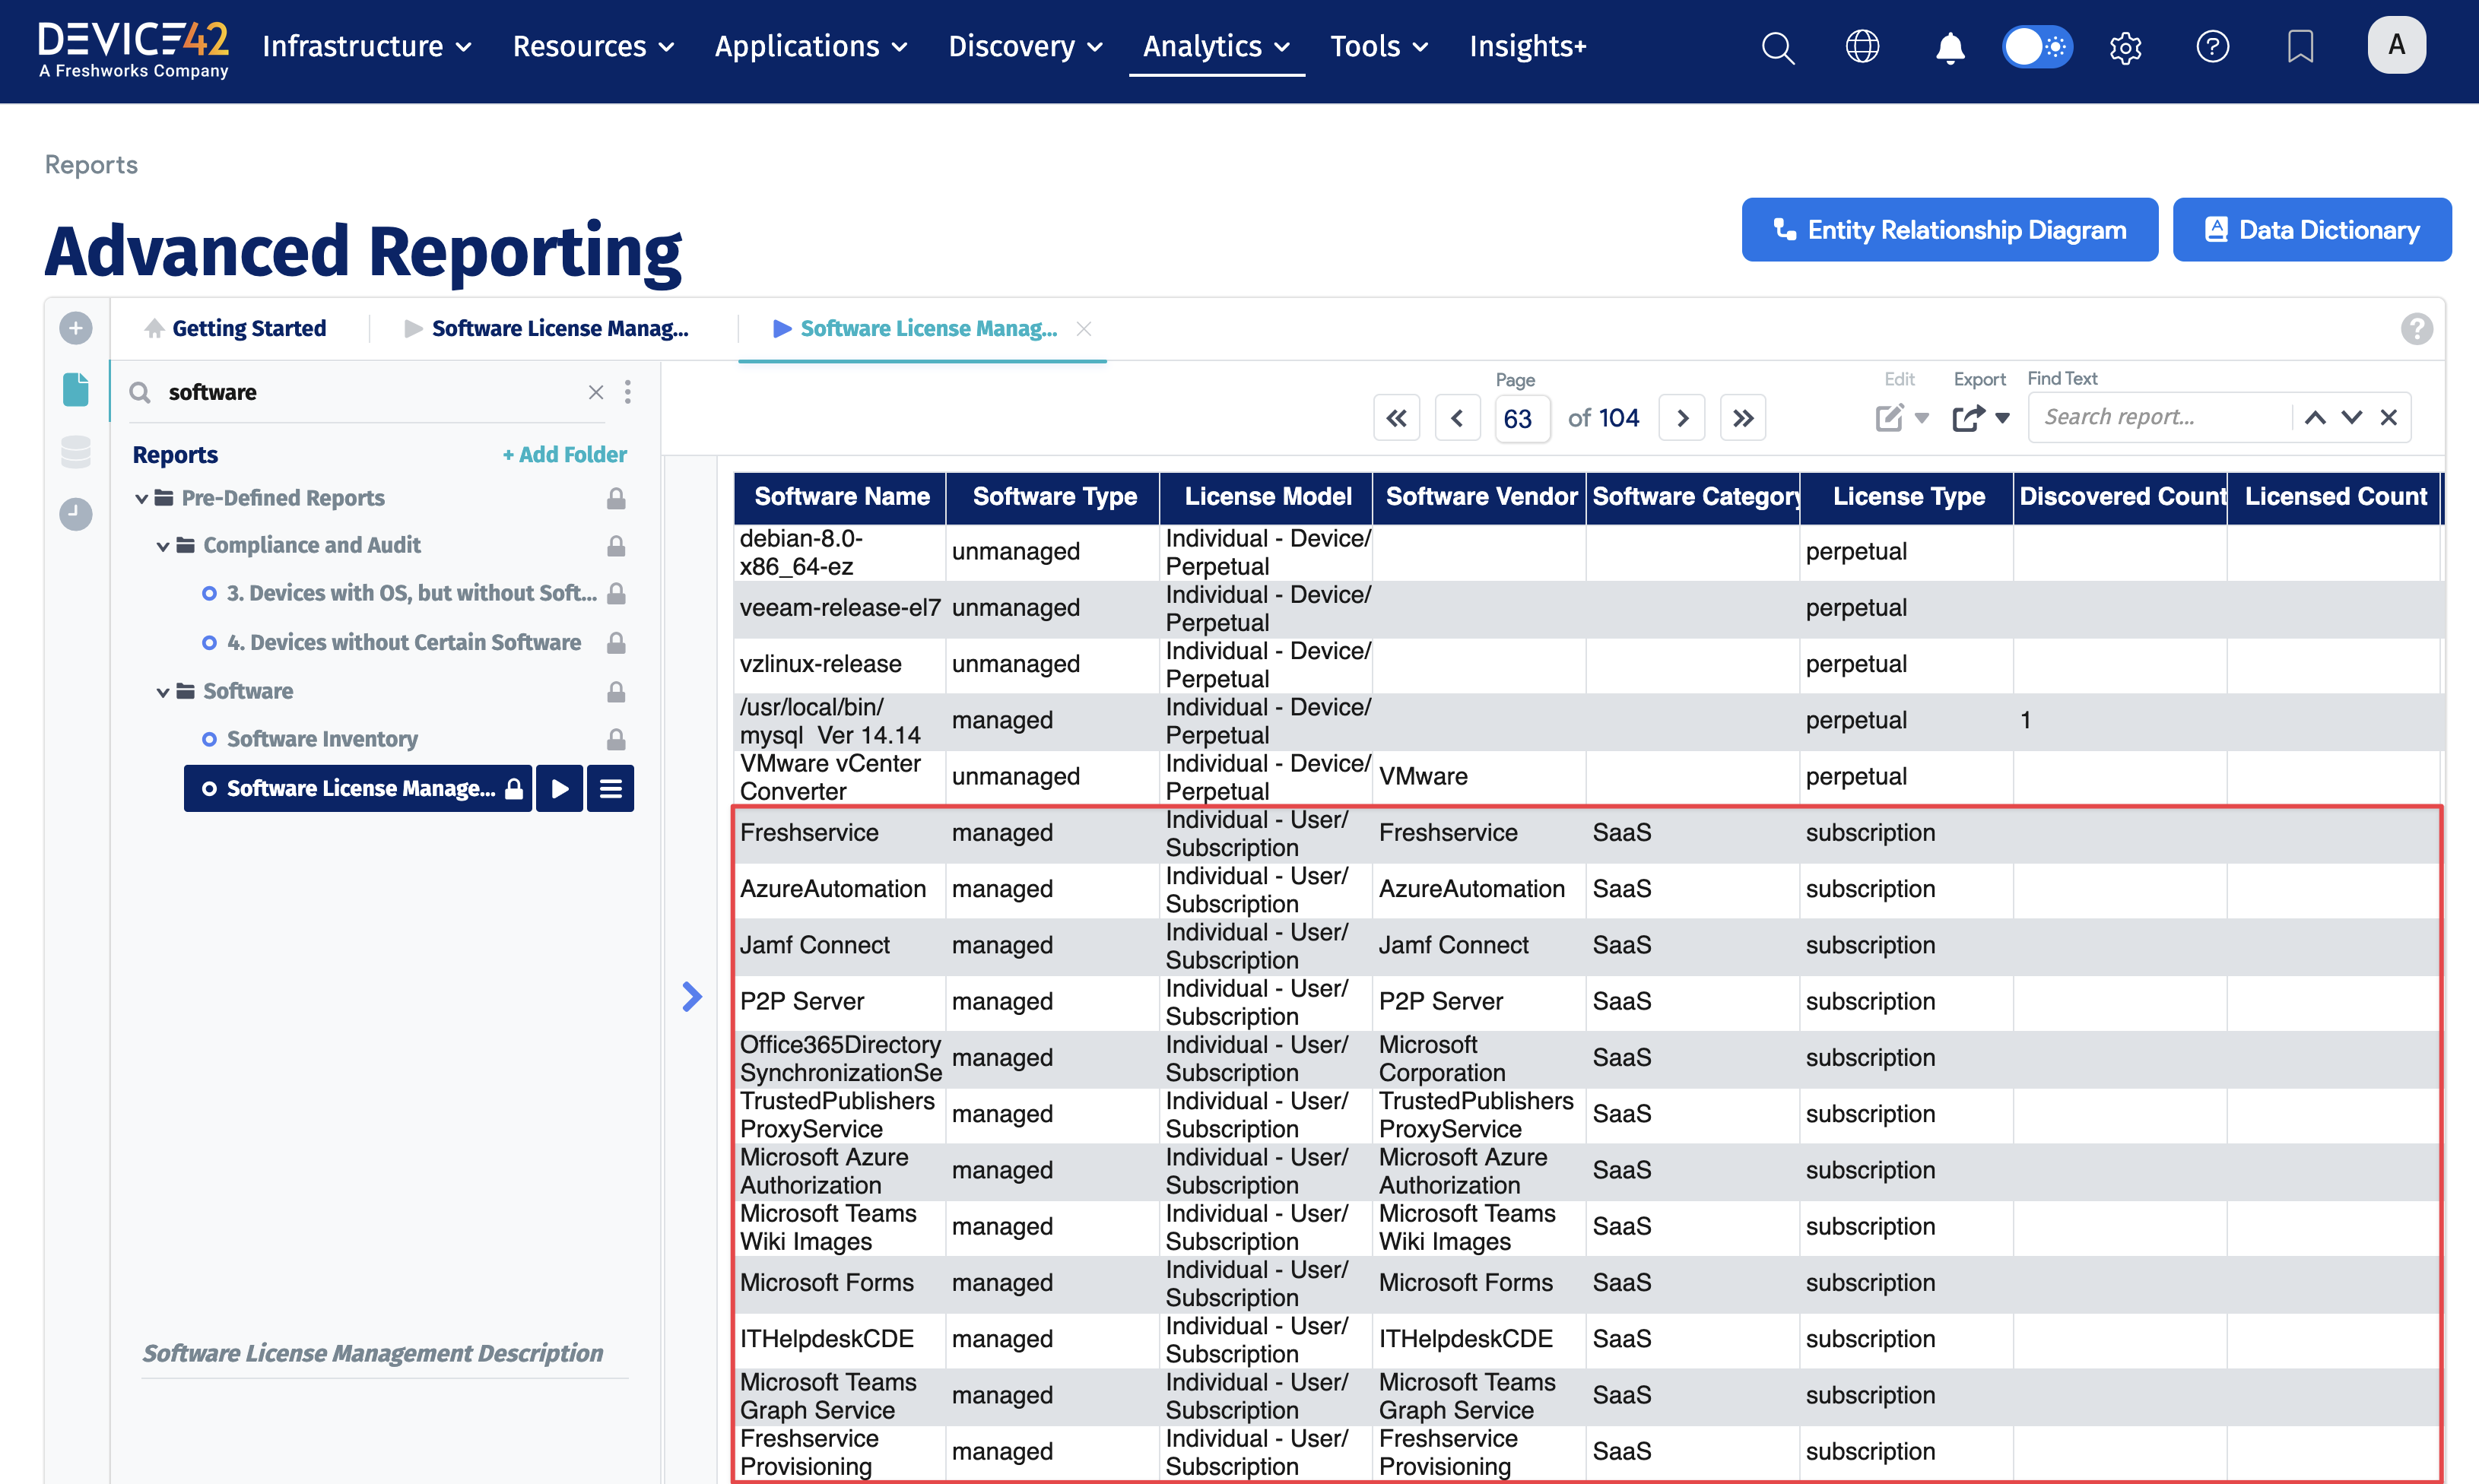 DEVICE42
A Freshworks Company
Infrastructure Resources Applications Discovery Analytics Tools Insights+
A
Reports
Advanced Reporting
Entity Relationship Diagram
Data Dictionary
Getting Started
Software License Manag...
Software License Manag...
software
Reports
+ Add Folder
Pre-Defined Reports
Compliance and Audit
3. Devices with OS, but without Soft...
4. Devices without Certain Software
Software
Software Inventory
Software License Manage...
Software License Management Description
Page
63 of 104
Edit
Export
Find Text
Search report...
Software Name Software Type License Model Software Vendor Software Category License Type Discovered Count Licensed Count
debian-8.0-
x86_64-ez unmanaged Individual - Device/
Perpetual perpetual
veeam-release-el7 unmanaged Individual - Device/
Perpetual perpetual
vzlinux-release unmanaged Individual - Device/
Perpetual perpetual
/usr/local/bin/
mysql Ver 14.14 managed Individual - Device/
Perpetual perpetual 1
VMware vCenter
Converter unmanaged Individual - Device/
Perpetual VMware perpetual
Freshservice managed Individual - User/
Subscription Freshservice SaaS subscription
AzureAutomation managed Individual - User/
Subscription AzureAutomation SaaS subscription
Jamf Connect managed Individual - User/
Subscription Jamf Connect SaaS subscription
P2P Server managed Individual - User/
Subscription P2P Server SaaS subscription
Office365Directory
SynchronizationSe managed Individual - User/
Subscription Microsoft
Corporation SaaS subscription
TrustedPublishers
ProxyService managed Individual - User/
Subscription TrustedPublishers
ProxyService SaaS subscription
Microsoft Azure
Authorization managed Individual - User/
Subscription Microsoft Azure
Authorization SaaS subscription
Microsoft Teams
Wiki Images managed Individual - User/
Subscription Microsoft Teams
Wiki Images SaaS subscription
Microsoft Forms managed Individual - User/
Subscription Microsoft Forms SaaS subscription
ITHelpdeskCDE managed Individual - User/
Subscription ITHelpdeskCDE SaaS subscription
Microsoft Teams
Graph Service managed Individual - User/
Subscription Microsoft Teams
Graph Service SaaS subscription
Freshservice
Provisioning managed Individual - User/
Subscription Freshservice
Provisioning SaaS subscription